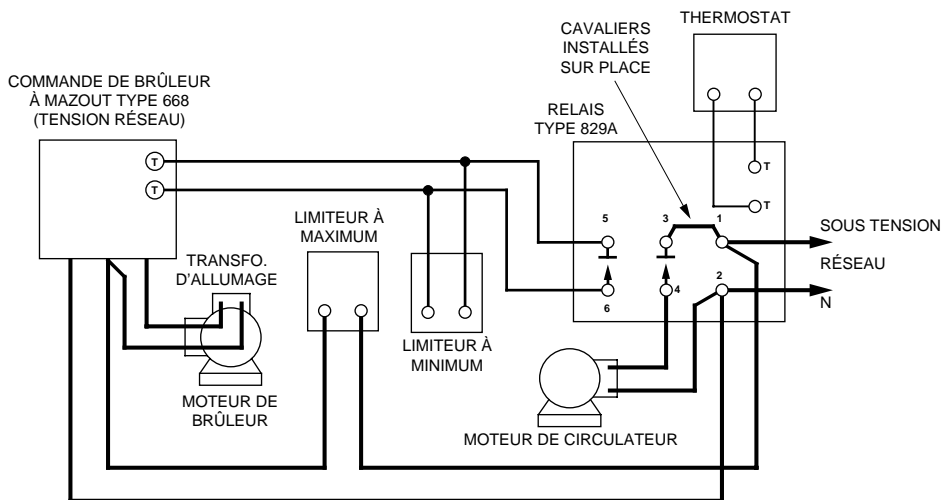 CAVALIERS
INSTALLÉS
SUR PLACE
THERMOSTAT
COMMANDE DE BRÛLEUR
À MAZOUT TYPE 668
(TENSION RÉSEAU)
RELAIS
TYPE 829A
T
T
T
T
LIMITEUR À
MAXIMUM
5
3
1
SOUS TENSION
RÉSEAU
TRANSFO.
D'ALLUMAGE
2
4
6
N
LIMITEUR À
MINIMUM
MOTEUR DE
BRÛLEUR
MOTEUR DE CIRCULATEUR